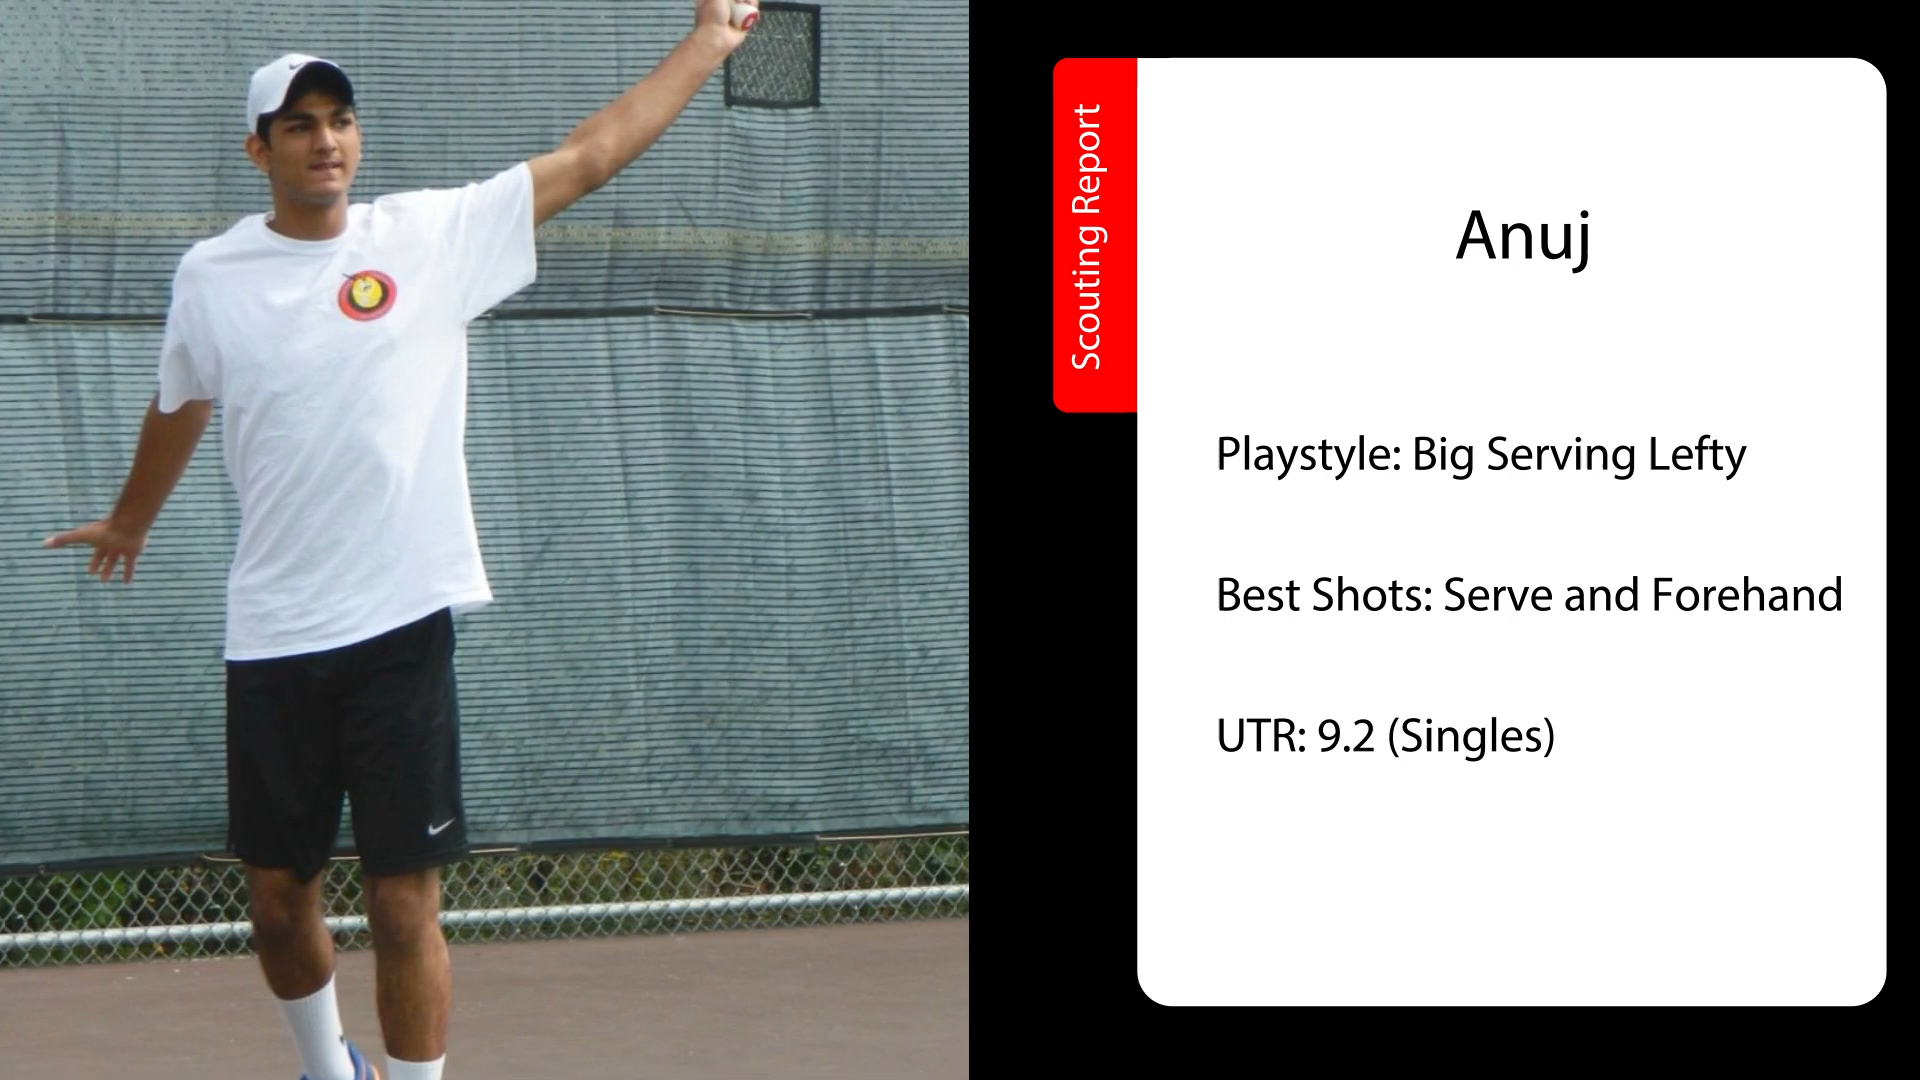 Scouting Report
Anuj
Playstyle: Big Serving Lefty
Best Shots: Serve and Forehand
UTR: 9.2 (Singles)